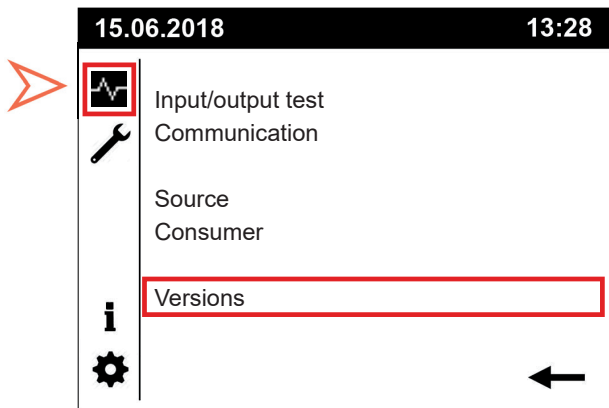 15.06.2018 13:28
Input/output test
Communication
Source
Consumer
Versions
i